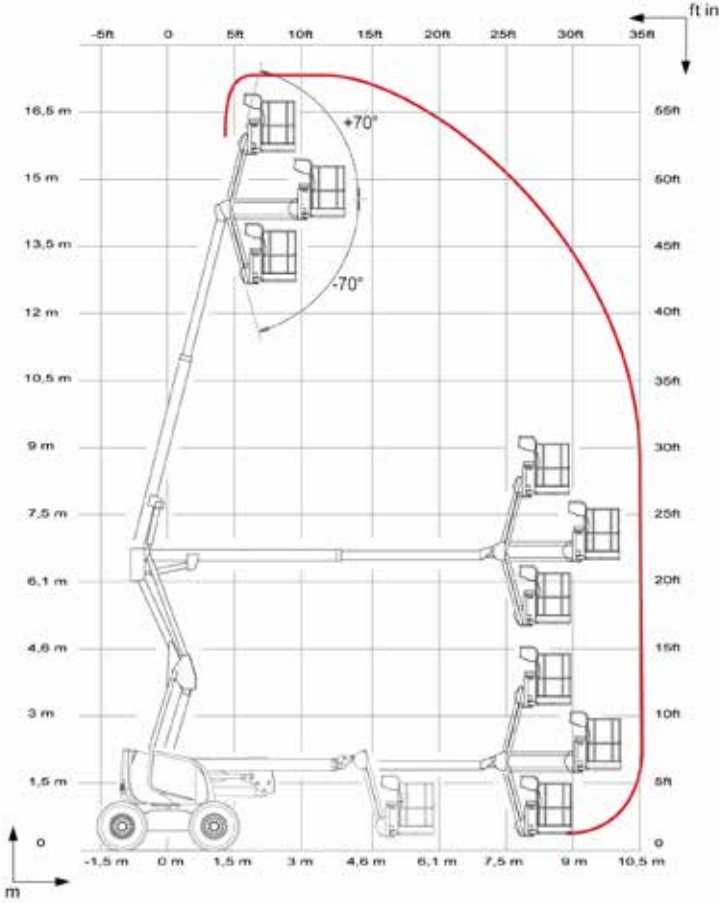 ft in
-5ft 0 5ft 10ft 15ft 20ft 25ft 30ft 35ft
16,5 m 55ft
+70°
15 m 50ft
13,5 m 45ft
-70°
12 m 40ft
10,5 m 35ft
9 m 30ft
7,5 m 25ft
6,1 m 20ft
4,6 m 15ft
3 m 10ft
1,5 m 5ft
0 0
-1,5 m 0 m 1,5 m 3 m 4,6 m 6,1 m 7,5 m 9 m 10,5 m
m